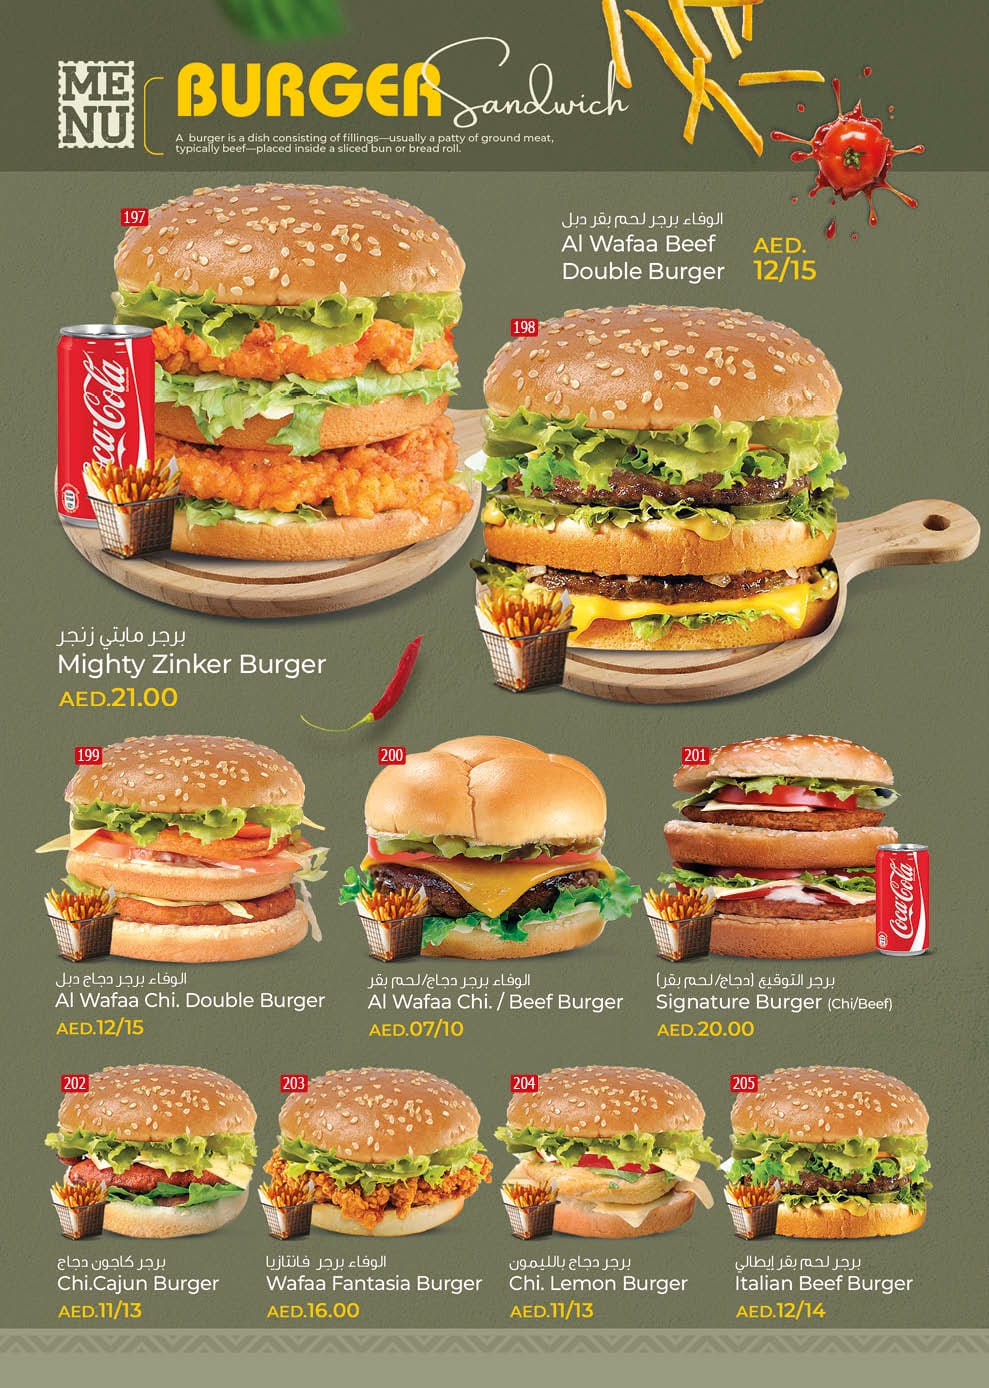 ME
NU
BURGER Sandwich
A burger is a dish consisting of fillings—usually a patty of ground meat,
typically beef—placed inside a sliced bun or bread roll.
197
الوفاء برجر لحم بقر دبل
Al Wafaa Beef
Double Burger
AED.
12/15
198
Coca-Cola
برجر مايتي زنجر
Mighty Zinker Burger
AED.21.00
199
200
201
Coca-Cola
الوفاء برجر دجاج دبل
Al Wafaa Chi. Double Burger
AED.12/15
الوفاء برجر دجاج/لحم بقر
Al Wafaa Chi. / Beef Burger
AED.07/10
برجر التوقيع (دجاج/لحم بقر)
Signature Burger (Chi/Beef)
AED.20.00
202
203
204
205
برجر كاجون دجاج
Chi.Cajun Burger
AED.11/13
الوفاء برجر فانتازيا
Wafaa Fantasia Burger
AED.16.00
برجر دجاج بالليمون
Chi. Lemon Burger
AED.11/13
برجر لحم بقر إيطالي
Italian Beef Burger
AED.12/14